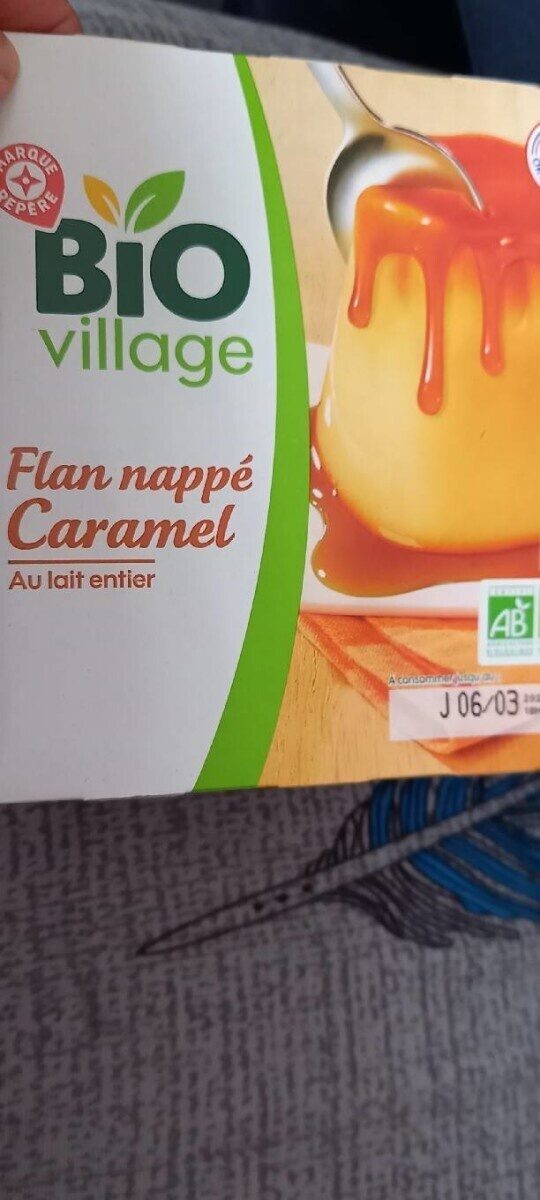 MARQUE
REPÈRE
BIO
village
Flan nappé
Caramel
Au lait entier
AB
A consommer jusqu'au :
J 06/03